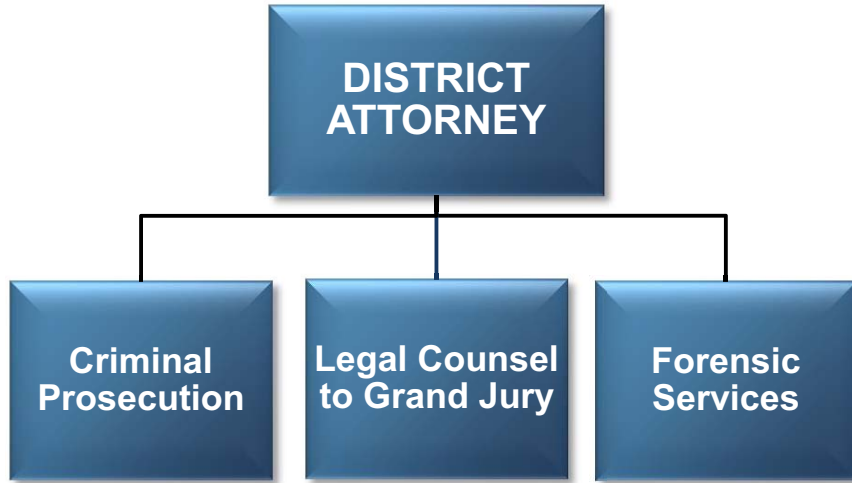 DISTRICT
ATTORNEY
Criminal
Prosecution
Legal Counsel
to Grand Jury
Forensic
Services